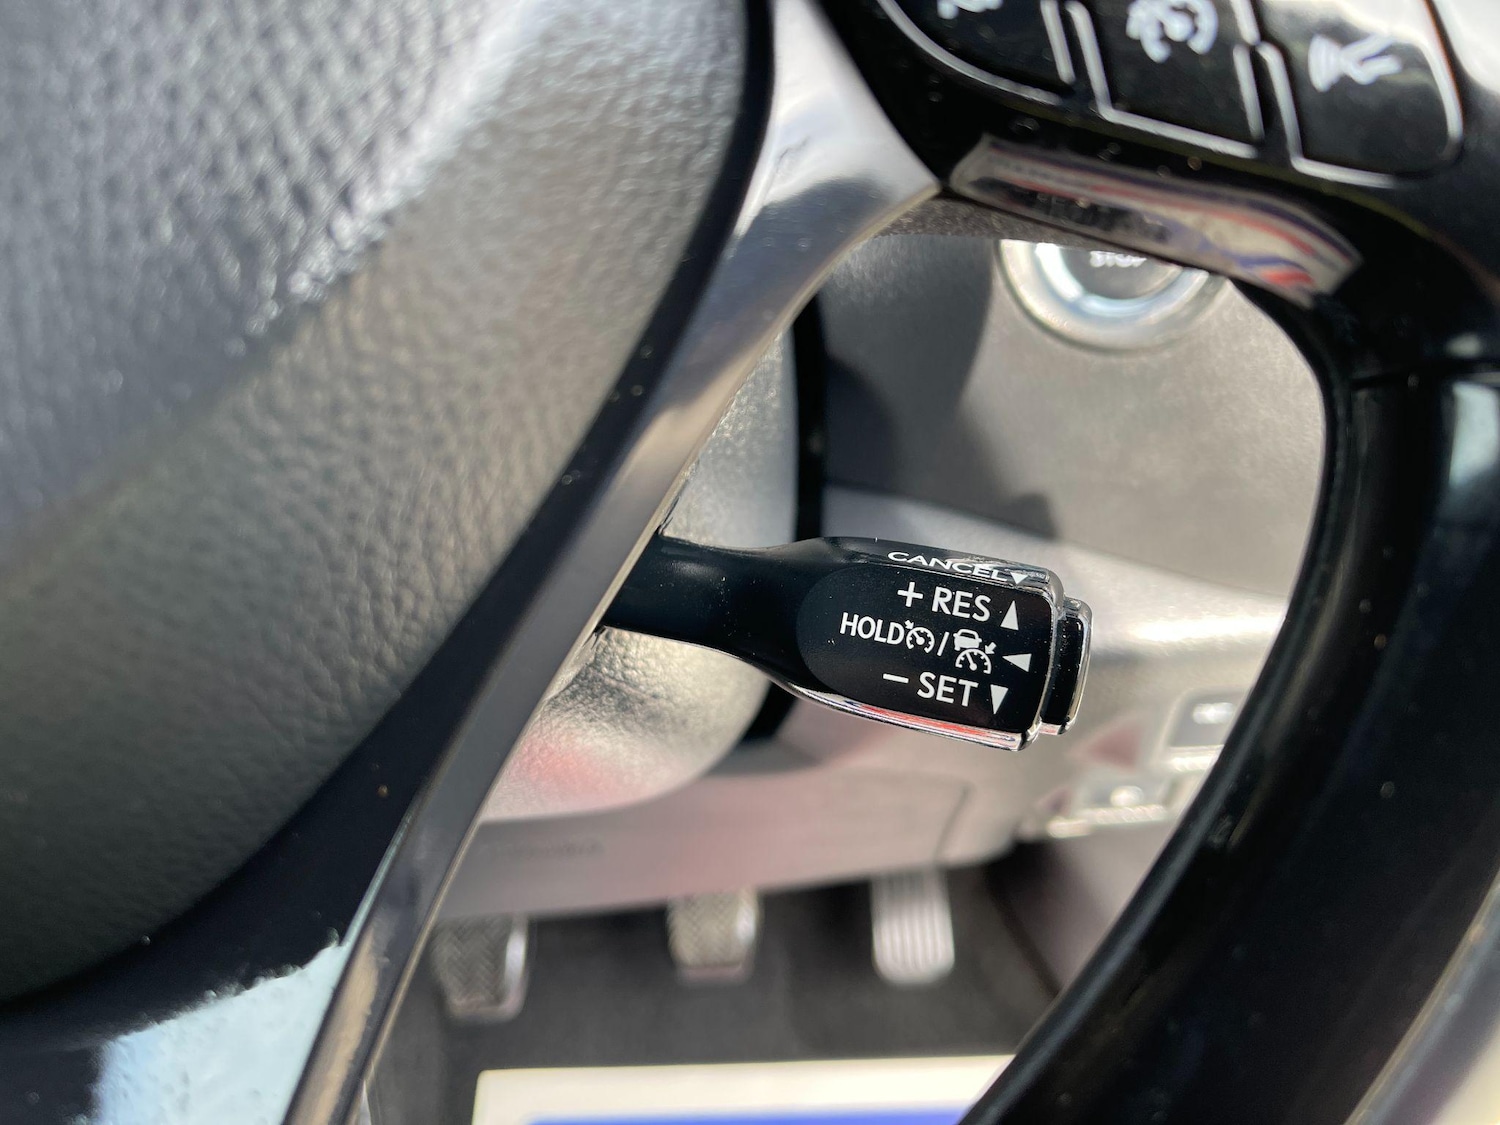 CANCEL▼
+ RES ▲
HOLD / ◀
− SET ▼